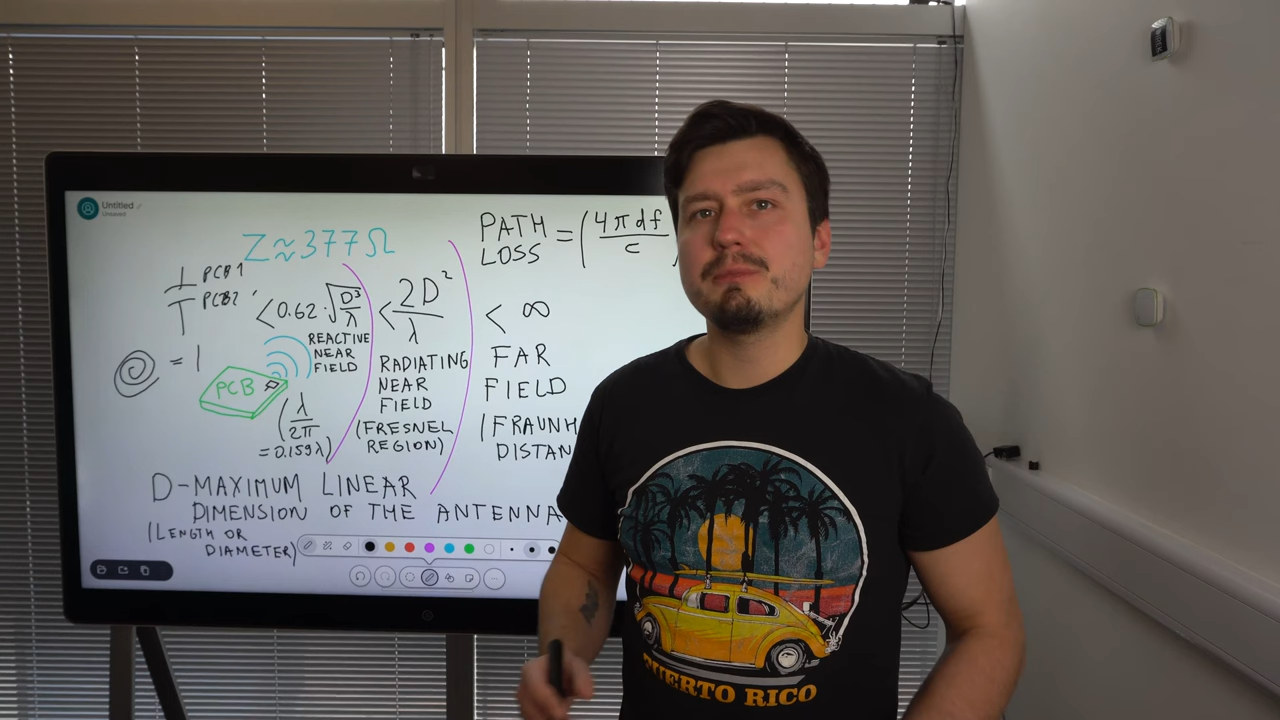 Untitled
Unsaved
Z≈377Ω
PATH
LOSS = (4πdf
c
PCB1
PCB2
<0.62·√D³
λ
<2D²
λ
< ∞
REACTIVE
NEAR
FIELD
RADIATING
NEAR
FIELD
(FRESNEL
REGION)
FAR
FIELD
= 1
PCB
(λ
2π
=0.159λ)
D-MAXIMUM LINEAR
DIMENSION OF THE ANTENNA
(LENGTH OR
DIAMETER)
PUERTO RICO